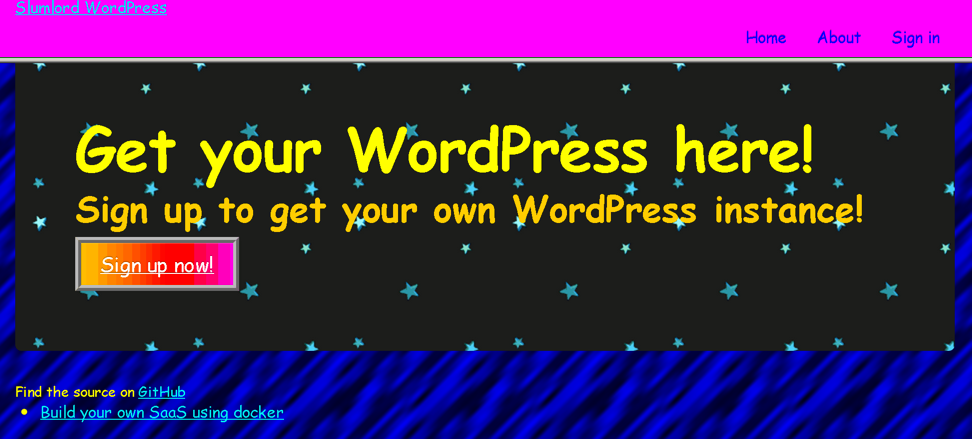 Slumlord WordPress
Home About Sign in
Get your WordPress here!
Sign up to get your own WordPress instance!
Sign up now!
Find the source on GitHub
Build your own SaaS using docker